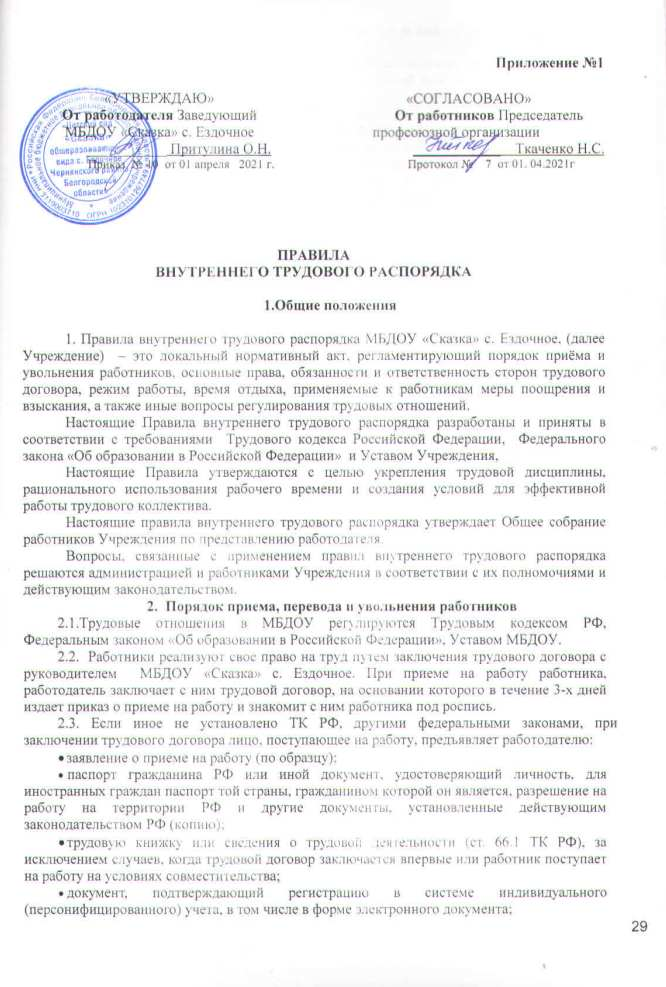 Приложение №1
«УТВЕРЖДАЮ» «СОГЛАСОВАНО»
От работодателя Заведующий От работников Председатель
МБДОУ «Сказка» с. Ездочное профсоюзной организации
Притулина О.Н. Ткаченко Н.С.
Приказ № от 01 апреля 2021 г. Протокол № 7 от 01. 04.2021г
ПРАВИЛА
ВНУТРЕННЕГО ТРУДОВОГО РАСПОРЯДКА
1.Общие положения
1. Правила внутреннего трудового распорядка МБДОУ «Сказка» с. Ездочное, (далее
Учреждение) – это локальный нормативный акт, регламентирующий порядок приёма и
увольнения работников, основные права, обязанности и ответственность сторон трудового
договора, режим работы, время отдыха, применяемые к работникам меры поощрения и
взыскания, а также иные вопросы регулирования трудовых отношений.
Настоящие Правила внутреннего трудового распорядка разработаны и приняты в
соответствии с требованиями Трудового кодекса Российской Федерации, Федерального
закона «Об образовании в Российской Федерации» и Уставом Учреждения,
Настоящие Правила утверждаются с целью укрепления трудовой дисциплины,
рационального использования рабочего времени и создания условий для эффективной
работы трудового коллектива.
Настоящие правила внутреннего трудового распорядка утверждает Общее собрание
работников Учреждения по представлению работодателя.
Вопросы, связанные с применением правил внутреннего трудового распорядка
решаются администрацией и работниками Учреждения в соответствии с их полномочиями и
действующим законодательством.
2. Порядок приема, перевода и увольнения работников
2.1.Трудовые отношения в МБДОУ регулируются Трудовым кодексом РФ,
Федеральным законом «Об образовании в Российской Федерации», Уставом МБДОУ.
2.2. Работники реализуют свое право на труд путем заключения трудового договора с
руководителем МБДОУ «Сказка» с. Ездочное. При приеме на работу работника,
работодатель заключает с ним трудовой договор, на основании которого в течение 3-х дней
издает приказ о приеме на работу и знакомит с ним работника под роспись.
2.3. Если иное не установлено ТК РФ, другими федеральными законами, при
заключении трудового договора лицо, поступающее на работу, предъявляет работодателю:
•заявление о приеме на работу (по образцу);
•паспорт гражданина РФ или иной документ, удостоверяющий личность, для
иностранных граждан паспорт той страны, гражданином которой он является, разрешение на
работу на территории РФ и другие документы, установленные действующим
законодательством РФ (копию);
•трудовую книжку или сведения о трудовой деятельности (ст. 66.1 ТК РФ), за
исключением случаев, когда трудовой договор заключается впервые или работник поступает
на работу на условиях совместительства;
•документ, подтверждающий регистрацию в системе индивидуального
(персонифицированного) учета, в том числе в форме электронного документа;
29